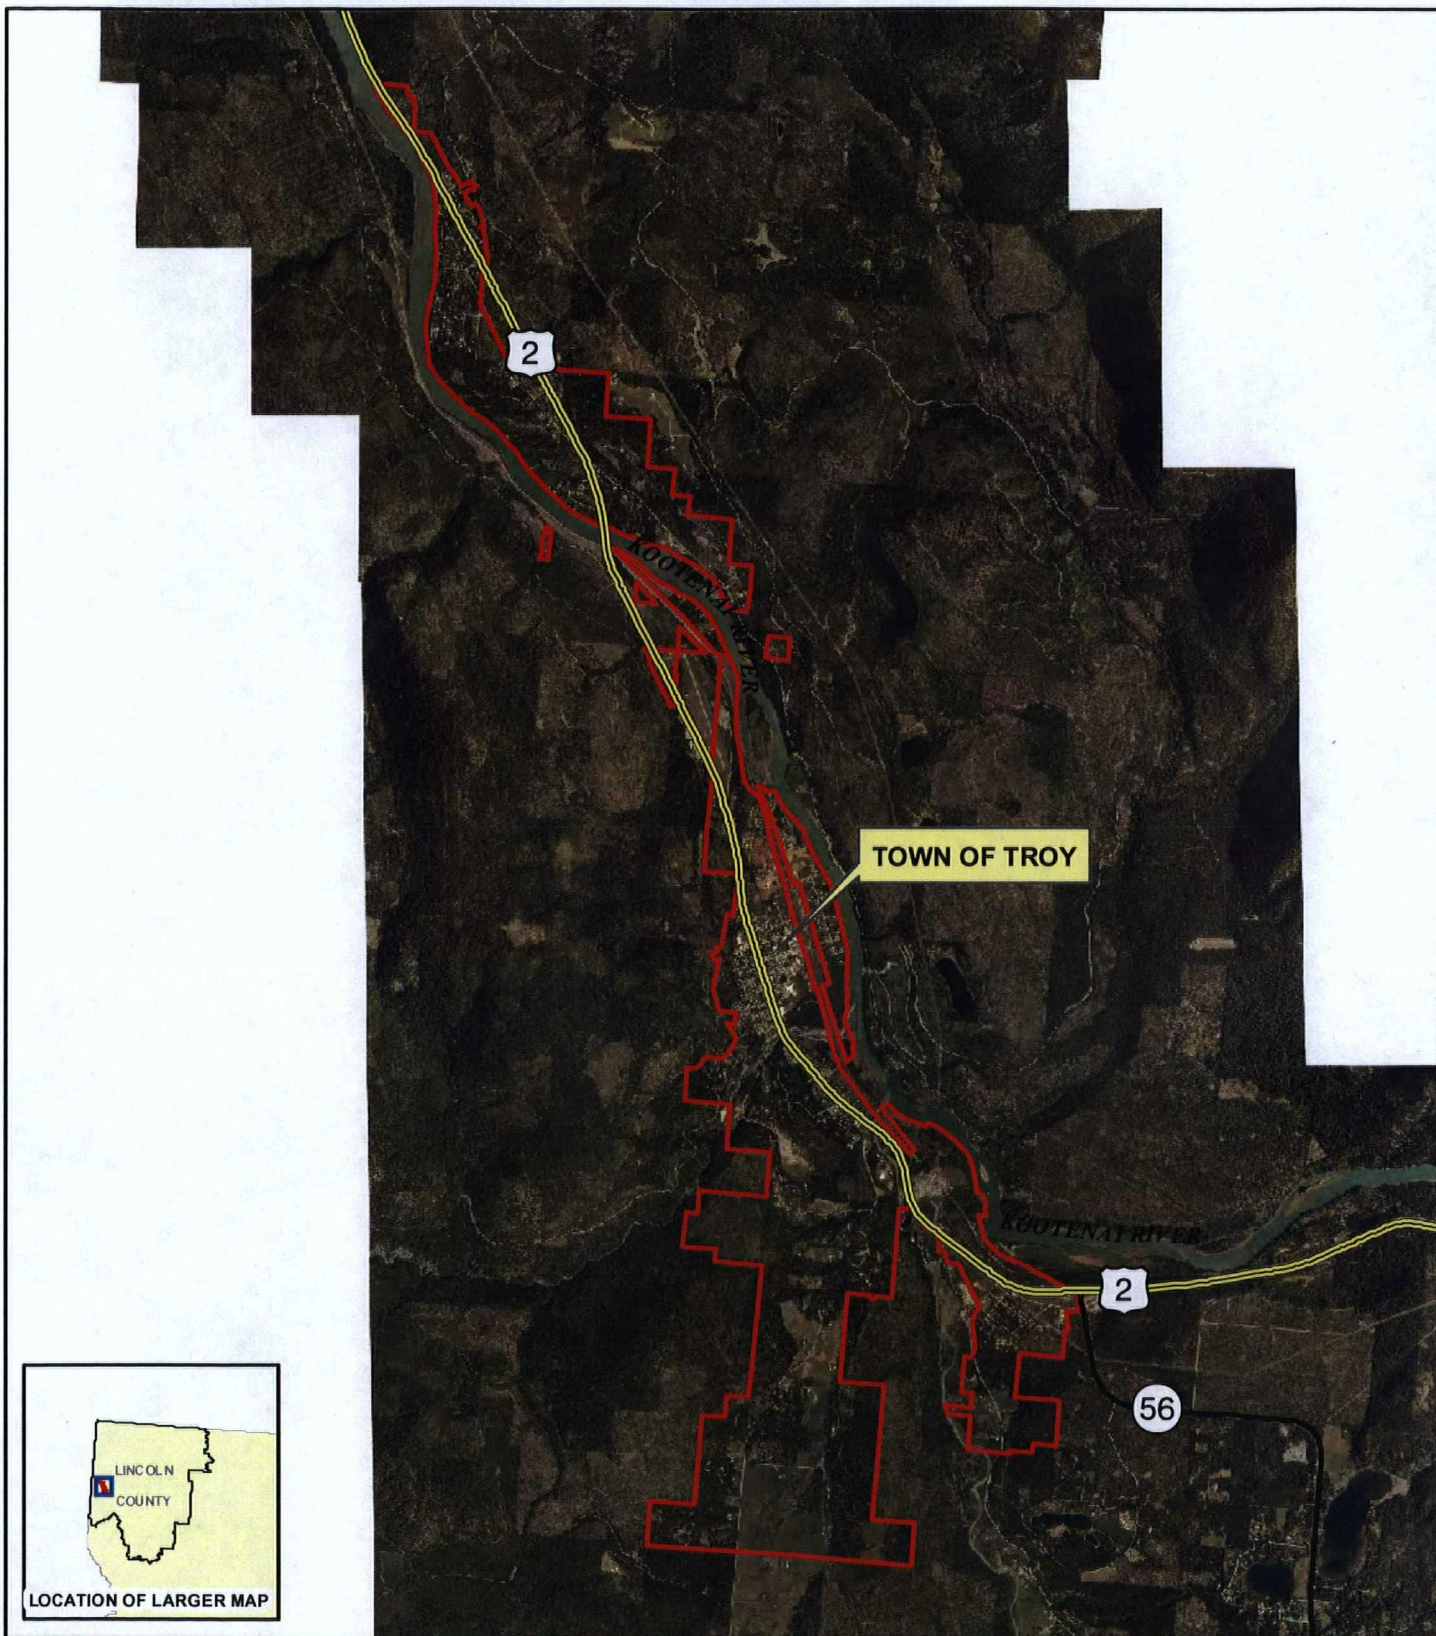 2
KOOTENAI RIVER
TOWN OF TROY
KOOTENAI RIVER
2
56
LINCOLN
COUNTY
LOCATION OF LARGER MAP